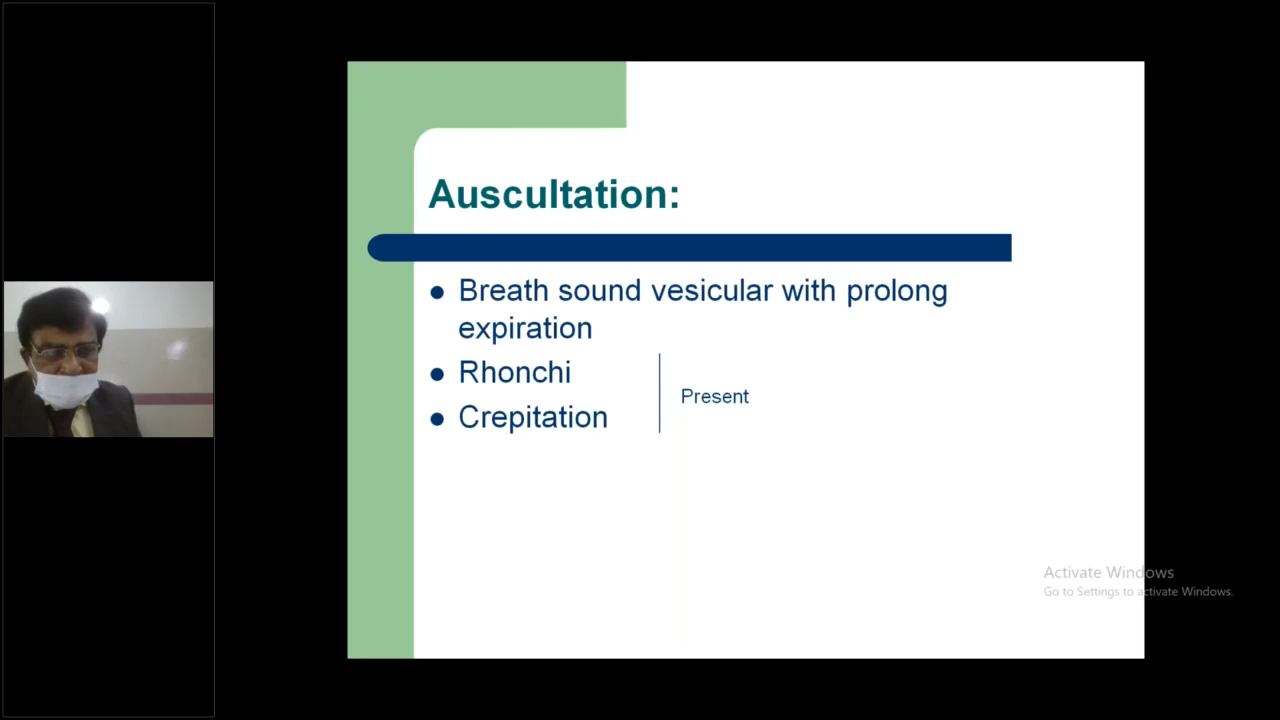 Auscultation:
Breath sound vesicular with prolong
expiration
Rhonchi
Crepitation
Present
Activate Windows
Go to Settings to activate Windows.